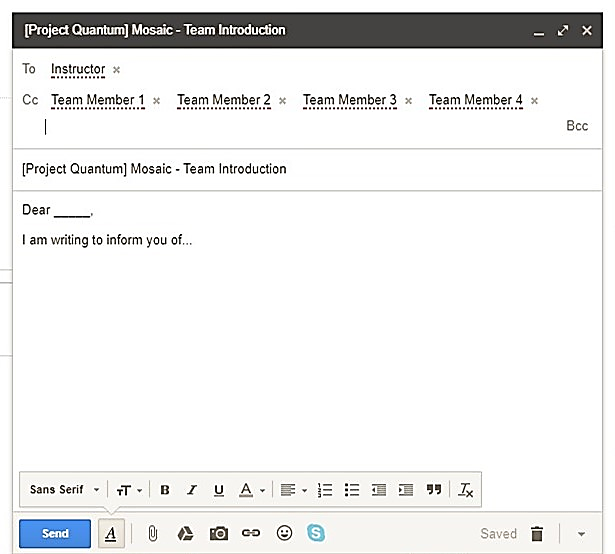 [Project Quantum] Mosaic - Team Introduction
To Instructor ×
Cc Team Member 1 × Team Member 2 × Team Member 3 × Team Member 4 ×
Bcc
[Project Quantum] Mosaic - Team Introduction
Dear _____,
I am writing to inform you of...
Sans Serif
Send
Saved